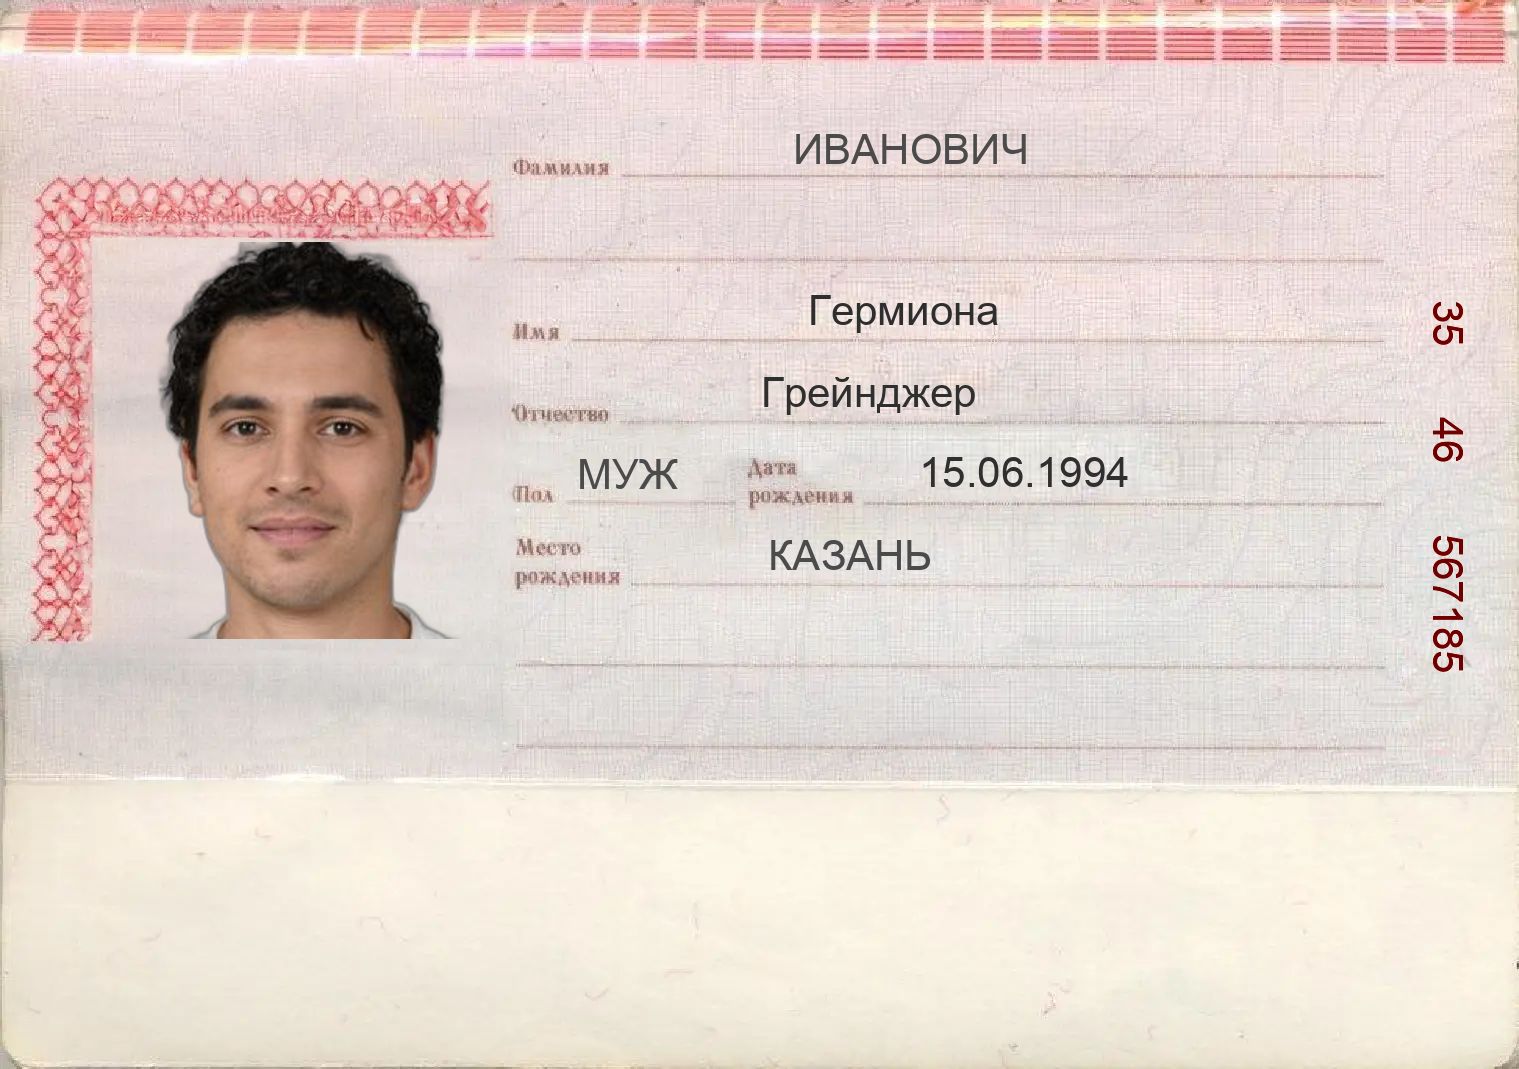 Фамилия ИВАНОВИЧ
Имя Гермиона
Отчество Грейнджер
Пол МУЖ Дата рождения 15.06.1994
Место рождения КАЗАНЬ
35 46 567185